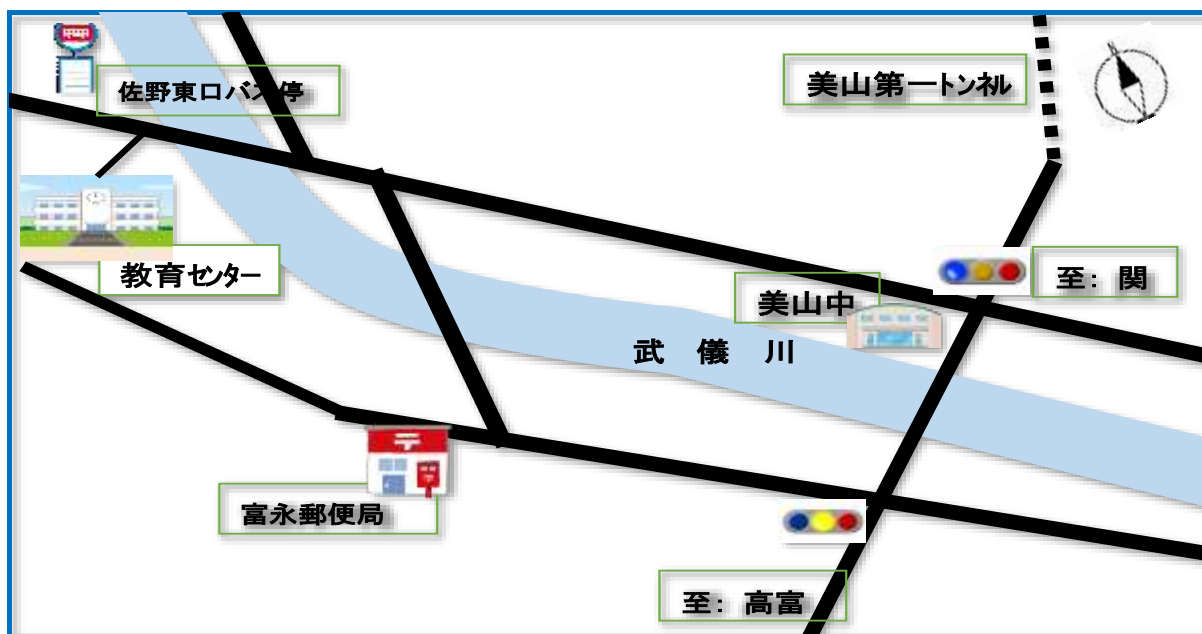 佐野東口バス停
美山第一トンネル
教育センター
至：関
美山中
武儀川
〒
富永郵便局
至：高富